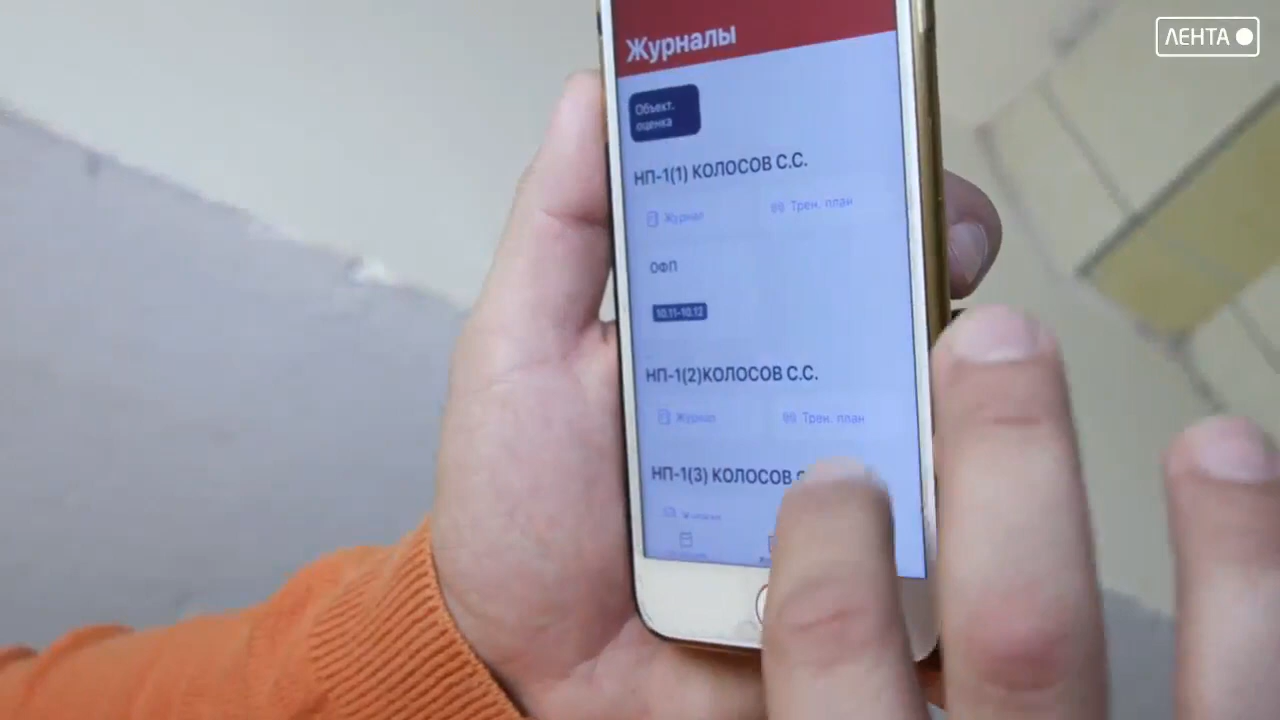 ЛЕНТА
Журналы
Объект.
оценка
НП-1(1) КОЛОСОВ С.С.
Журнал
Трен. план
ОФП
10.11-10.12
НП-1(2)КОЛОСОВ С.С.
Журнал
Трен. план
НП-1(3) КОЛОСОВ